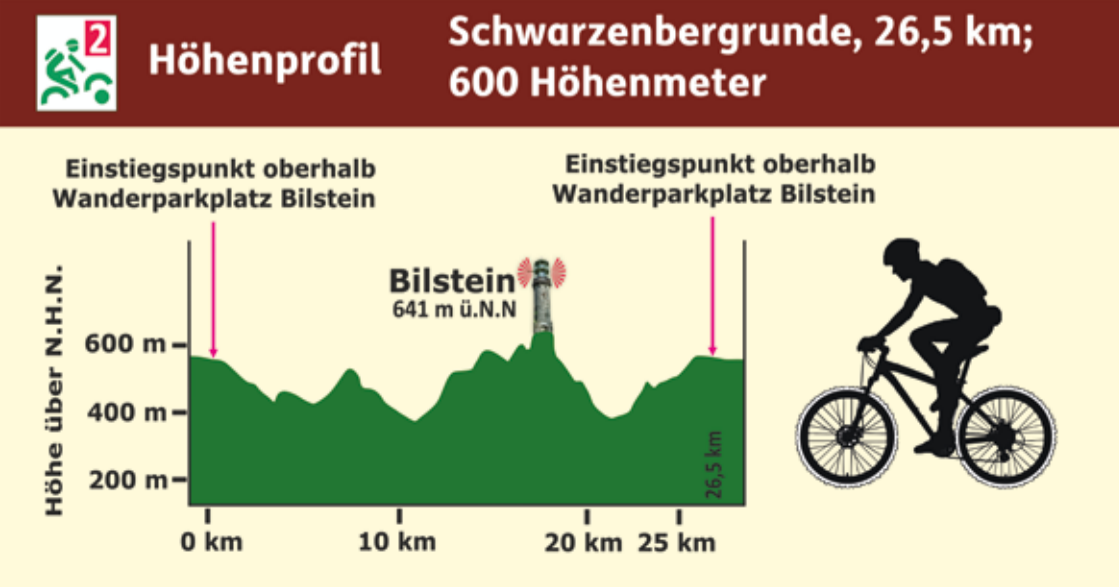 2
Höhenprofil
Schwarzenbergrunde, 26,5 km;
600 Höhenmeter
Einstiegspunkt oberhalb
Wanderparkplatz Bilstein
Einstiegspunkt oberhalb
Wanderparkplatz Bilstein
Bilstein
641 m ü.N.N
Höhe über N.H.N.
600 m
400 m
200 m
26,5 km
0 km
10 km
20 km
25 km